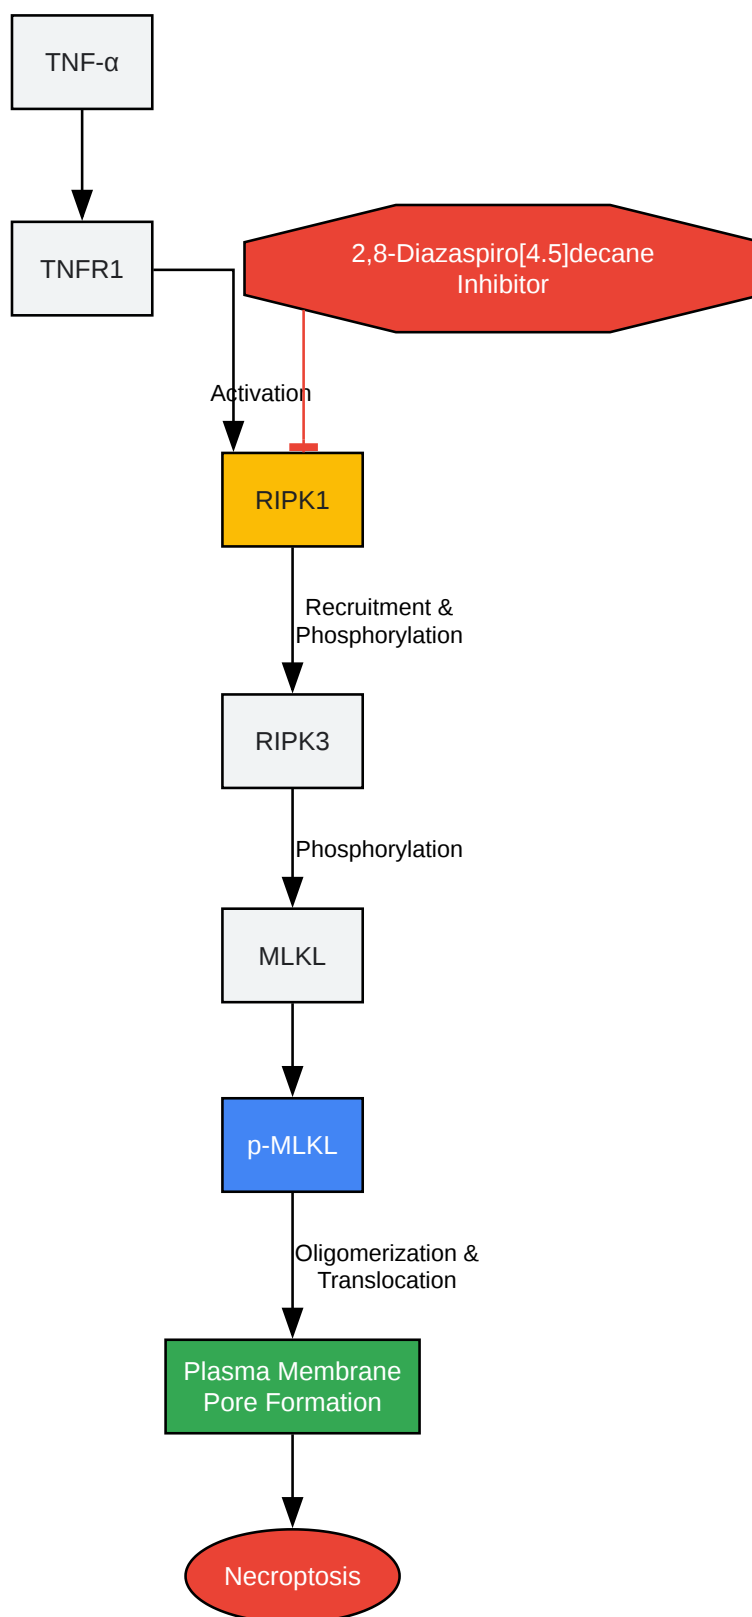 TNF-α
TNFR1
2,8-Diazaspiro[4.5]decane
Inhibitor
Activation
RIPK1
Recruitment &
Phosphorylation
RIPK3
Phosphorylation
MLKL
p-MLKL
Oligomerization &
Translocation
Plasma Membrane
Pore Formation
Necroptosis